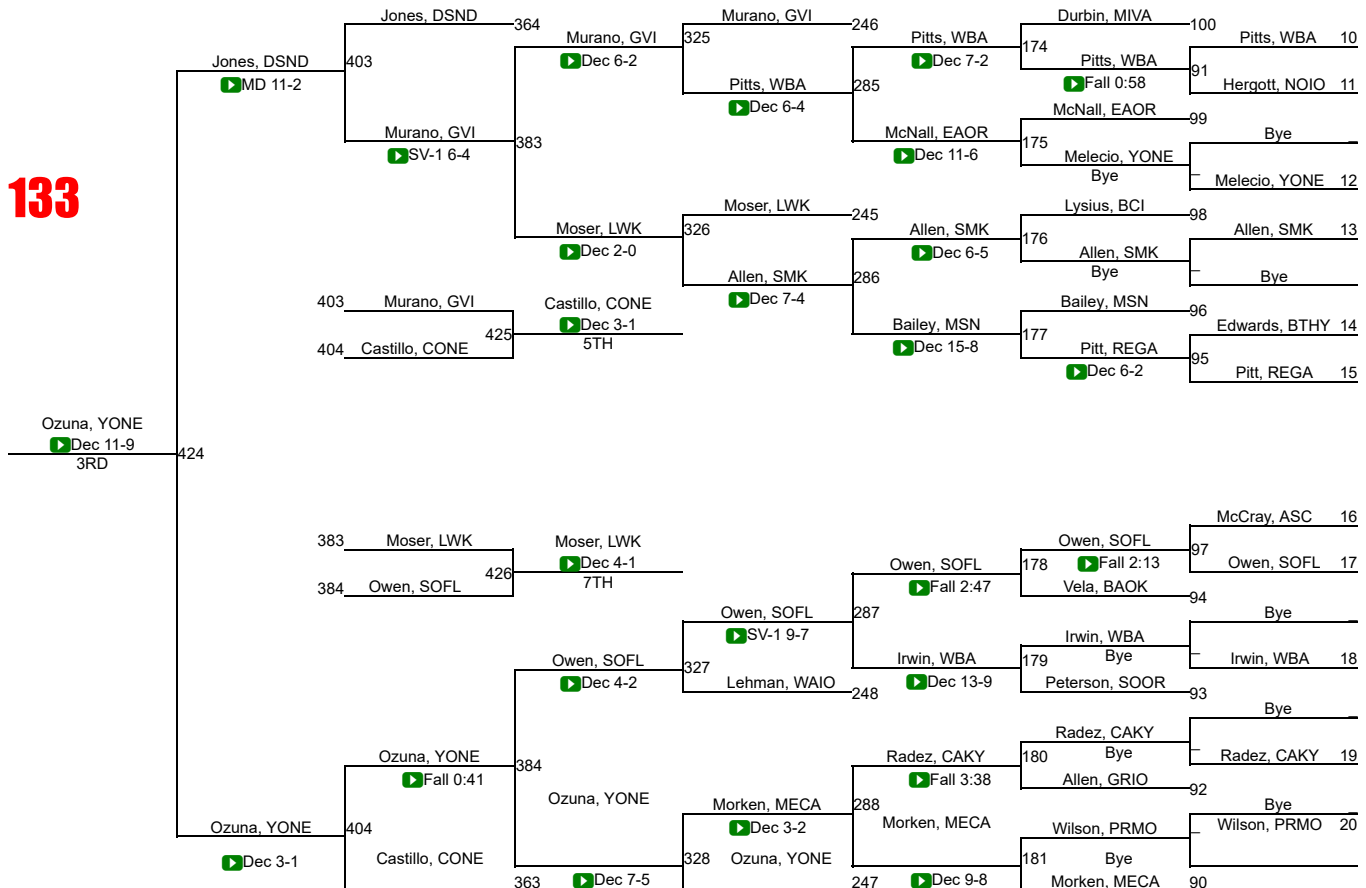 Jones, DSND
364
Murano, GVI
246
Durbin, MIVA
100
Murano, GVI
325
Pitts, WBA
174
Pitts, WBA 10
Jones, DSND
403
Dec 6-2
Dec 7-2
Pitts, WBA
91
MD 11-2
Pitts, WBA
285
Fall 0:58
Hergott, NOIO 11
Dec 6-4
McNall, EAOR
99
Murano, GVI
383
McNall, EAOR
175
Bye _
SV-1 6-4
Dec 11-6
Melecio, YONE
Bye
_
Melecio, YONE 12
133
Moser, LWK
245
Lysius, BCI
98
Moser, LWK
326
Allen, SMK
176
Allen, SMK 13
Dec 2-0
Dec 6-5
Allen, SMK
Bye
_
Allen, SMK
286
Bye
403 Murano, GVI
Castillo, CONE
Dec 7-4
Bailey, MSN
96
425
Dec 3-1
5TH
Bailey, MSN
177
Edwards, BTHY 14
404 Castillo, CONE
Dec 15-8
Pitt, REGA
95
Dec 6-2
Pitt, REGA 15
Ozuna, YONE
Dec 11-9
3RD
424
McCray, ASC 16
383 Moser, LWK
Moser, LWK
Owen, SOFL
97
426
Dec 4-1
7TH
Owen, SOFL
178
Fall 2:13
Owen, SOFL 17
384 Owen, SOFL
Fall 2:47
Vela, BAOK
94
Owen, SOFL
287
Bye _
SV-1 9-7
Irwin, WBA
Bye
_
Owen, SOFL
327
Irwin, WBA
179
Irwin, WBA 18
Dec 4-2
Lehman, WAIO
248
Dec 13-9
Peterson, SOOR
93
Bye _
Radez, CAKY
Bye
_
Ozuna, YONE
384
Radez, CAKY
180
Radez, CAKY 19
Fall 0:41
Fall 3:38
Allen, GRIO
92
Ozuna, YONE
Morken, MECA
288
Bye _
Ozuna, YONE
404
Dec 3-2
Morken, MECA
Wilson, PRMO
_
Wilson, PRMO 20
Dec 3-1
Castillo, CONE
328
Ozuna, YONE
181
Bye
363
Dec 7-5
247
Dec 9-8
Morken, MECA
90